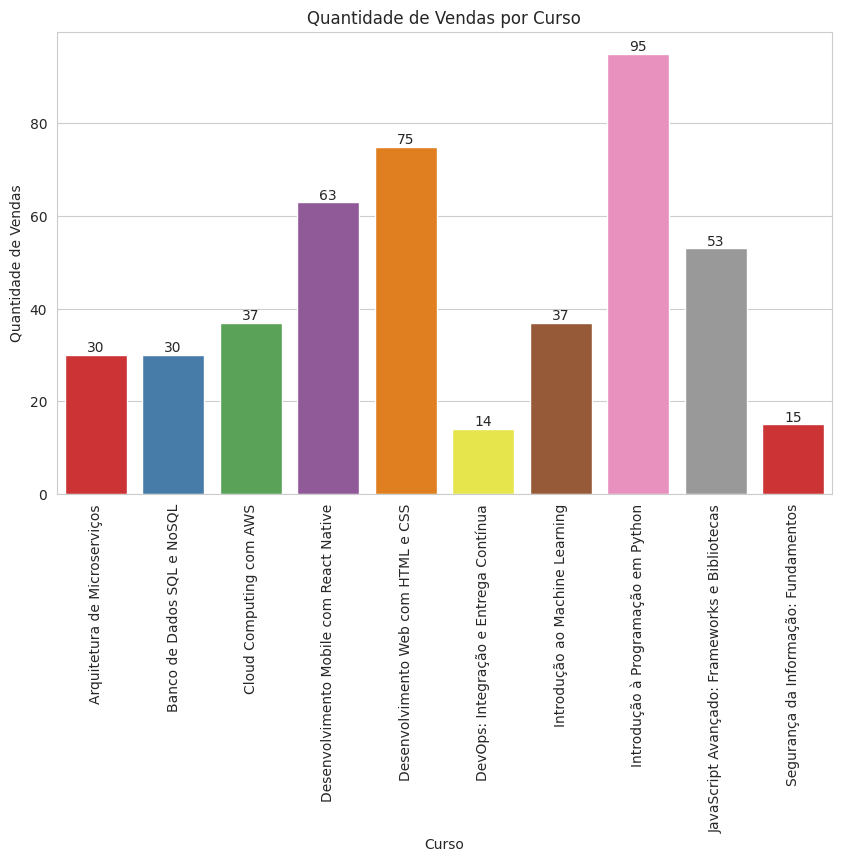 Quantidade de Vendas por Curso
Quantidade de Vendas
80
60
40
20
0
30
30
37
63
75
14
37
95
53
15
Arquitetura de Microserviços
Banco de Dados SQL e NoSQL
Cloud Computing com AWS
Desenvolvimento Mobile com React Native
Desenvolvimento Web com HTML e CSS
DevOps: Integração e Entrega Contínua
Introdução ao Machine Learning
Introdução à Programação em Python
JavaScript Avançado: Frameworks e Bibliotecas
Segurança da Informação: Fundamentos
Curso